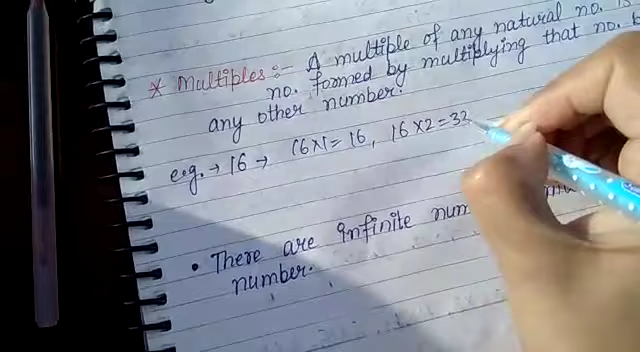 * Multiples :- A multiple of any natural no. is
no. formed by multiplying that no. b
any other number.
e.g. → 16 → 16×1=16, 16×2=32
• There are infinite num
number.